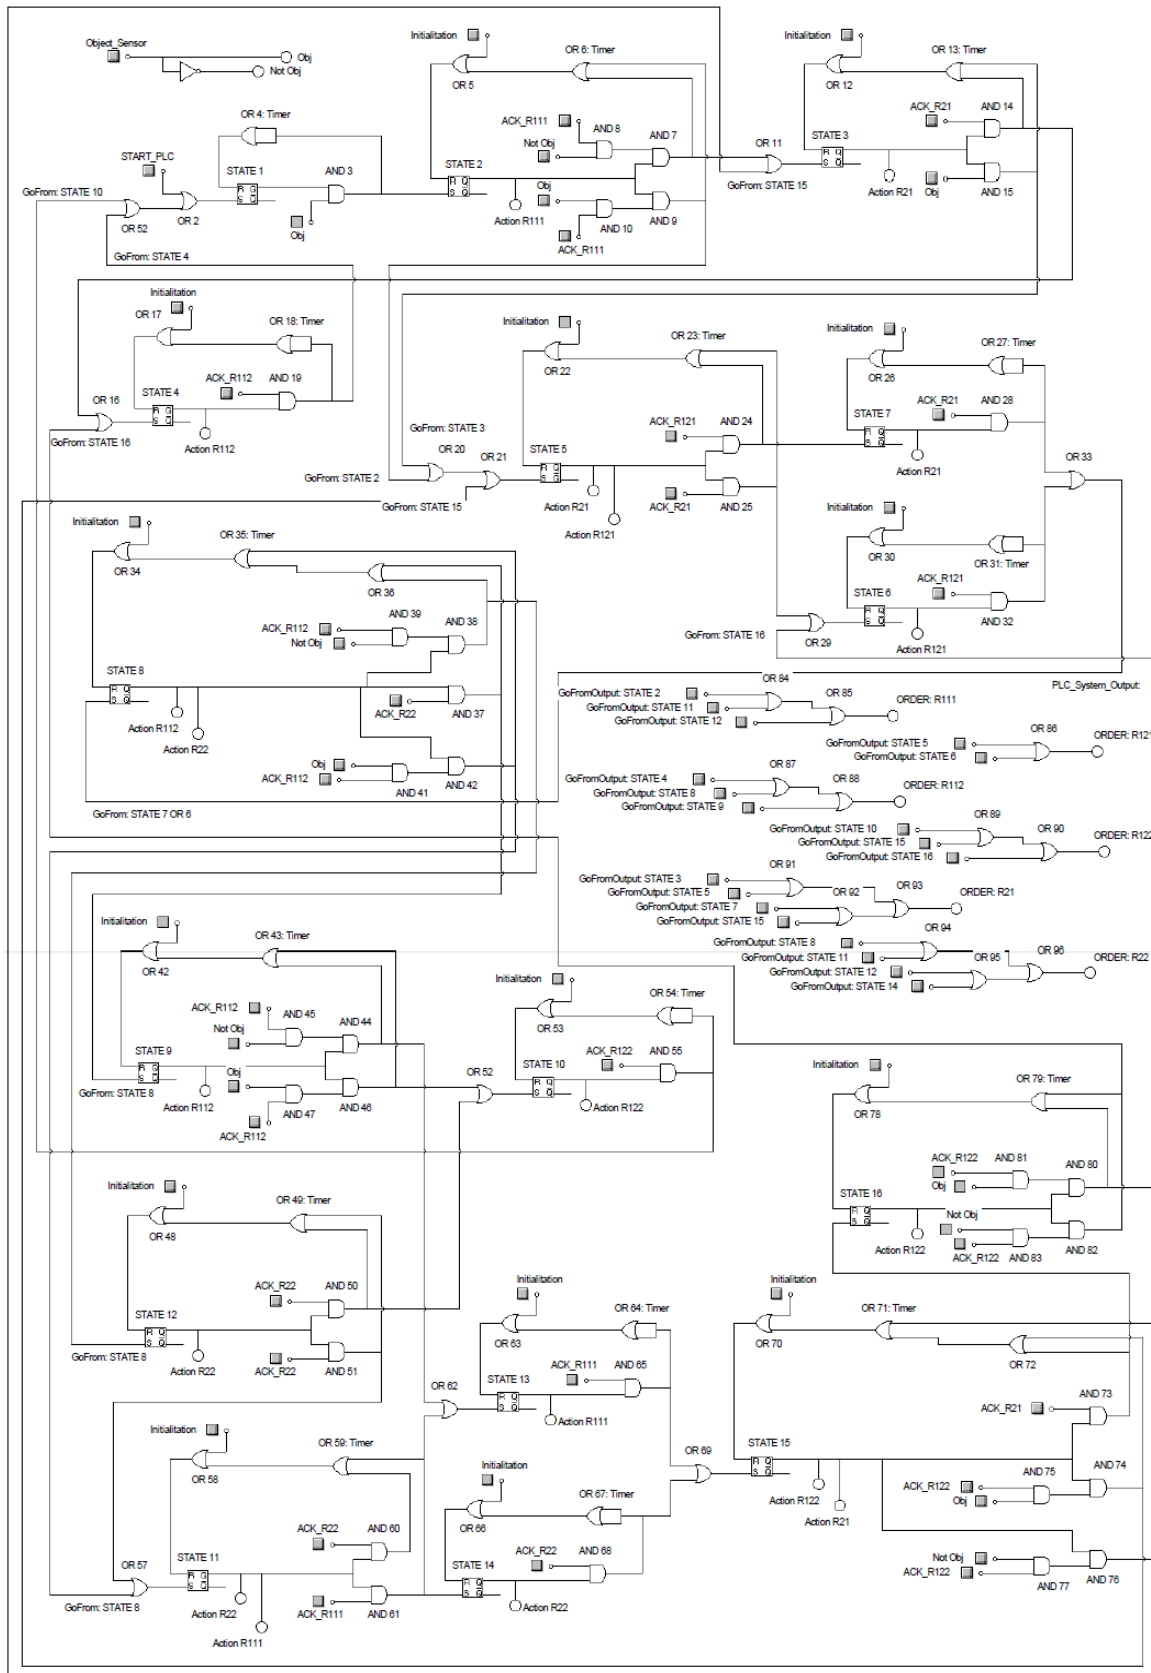 Object_Sensor
Obj
Not Obj
Initialitation
OR 6: Timer
OR 5
Initialitation
OR 13: Timer
OR 12
OR 4: Timer
START_PLC
STATE 1
AND 3
R Q
S Q
GoFrom: STATE 10
OR 52
OR 2
Obj
GoFrom: STATE 4
ACK_R111
AND 8
AND 7
Not Obj
STATE 2
R Q
S Q
Obj
Action R111
AND 10
AND 9
ACK_R111
OR 11
GoFrom: STATE 15
ACK_R21
AND 14
STATE 3
R Q
S Q
Action R21
Obj
AND 15
Initialitation
OR 17
OR 18: Timer
ACK_R112
AND 19
STATE 4
R Q
S Q
OR 16
GoFrom: STATE 16
Action R112
Initialitation
OR 23: Timer
OR 22
Initialitation
OR 27: Timer
OR 26
ACK_R21
AND 28
STATE 7
R Q
S Q
Action R21
ACK_R121
AND 24
GoFrom: STATE 3
OR 20
OR 21
STATE 5
R Q
S Q
GoFrom: STATE 2
GoFrom: STATE 15
Action R21
Action R121
ACK_R21
AND 25
OR 33
Initialitation
OR 30
OR 31: Timer
ACK_R121
STATE 6
R Q
S Q
AND 32
GoFrom: STATE 16
OR 29
Action R121
Initialitation
OR 35: Timer
OR 34
OR 36
AND 39
AND 38
ACK_R112
Not Obj
STATE 8
R Q
S Q
ACK_R22
AND 37
Action R112
Action R22
Obj
ACK_R112
AND 41
AND 42
GoFrom: STATE 7 OR 6
PLC_System_Output:
OR 84
GoFromOutput: STATE 2
OR 85
GoFromOutput: STATE 11
GoFromOutput: STATE 12
ORDER: R111
OR 86
ORDER: R121
GoFromOutput: STATE 5
GoFromOutput: STATE 6
OR 87
GoFromOutput: STATE 4
OR 88
GoFromOutput: STATE 8
GoFromOutput: STATE 9
ORDER: R112
OR 89
GoFromOutput: STATE 10
OR 90
GoFromOutput: STATE 15
GoFromOutput: STATE 16
ORDER: R122
OR 91
GoFromOutput: STATE 3
GoFromOutput: STATE 5
OR 92
OR 93
ORDER: R21
GoFromOutput: STATE 7
GoFromOutput: STATE 15
OR 94
GoFromOutput: STATE 8
GoFromOutput: STATE 11
OR 95
OR 96
ORDER: R22
GoFromOutput: STATE 12
GoFromOutput: STATE 14
Initialitation
OR 43: Timer
OR 42
ACK_R112
AND 45
AND 44
Not Obj
STATE 9
R Q
S Q
Obj
GoFrom: STATE 8
Action R112
AND 47
AND 46
ACK_R112
Initialitation
OR 54: Timer
OR 53
ACK_R122
AND 55
OR 52
STATE 10
R Q
S Q
Action R122
Initialitation
OR 79: Timer
OR 78
ACK_R122
AND 81
AND 80
Obj
STATE 16
R Q
S Q
Not Obj
Action R122
ACK_R122
AND 83
AND 82
Initialitation
OR 49: Timer
OR 48
ACK_R22
AND 50
STATE 12
R Q
S Q
GoFrom: STATE 8
Action R22
ACK_R22
AND 51
Initialitation
OR 64: Timer
OR 63
ACK_R111
AND 65
OR 62
STATE 13
R Q
S Q
Action R111
Initialitation
OR 71: Timer
OR 70
OR 72
AND 73
ACK_R21
OR 69
STATE 15
R Q
S Q
Action R122
Action R21
ACK_R122
AND 75
AND 74
Obj
Not Obj
ACK_R122
AND 77
AND 76
Initialitation
OR 59: Timer
OR 58
ACK_R22
AND 60
OR 57
STATE 11
R Q
S Q
GoFrom: STATE 8
Action R22
Action R111
ACK_R111
AND 61
Initialitation
OR 67: Timer
OR 66
ACK_R22
AND 68
STATE 14
R Q
S Q
Action R22